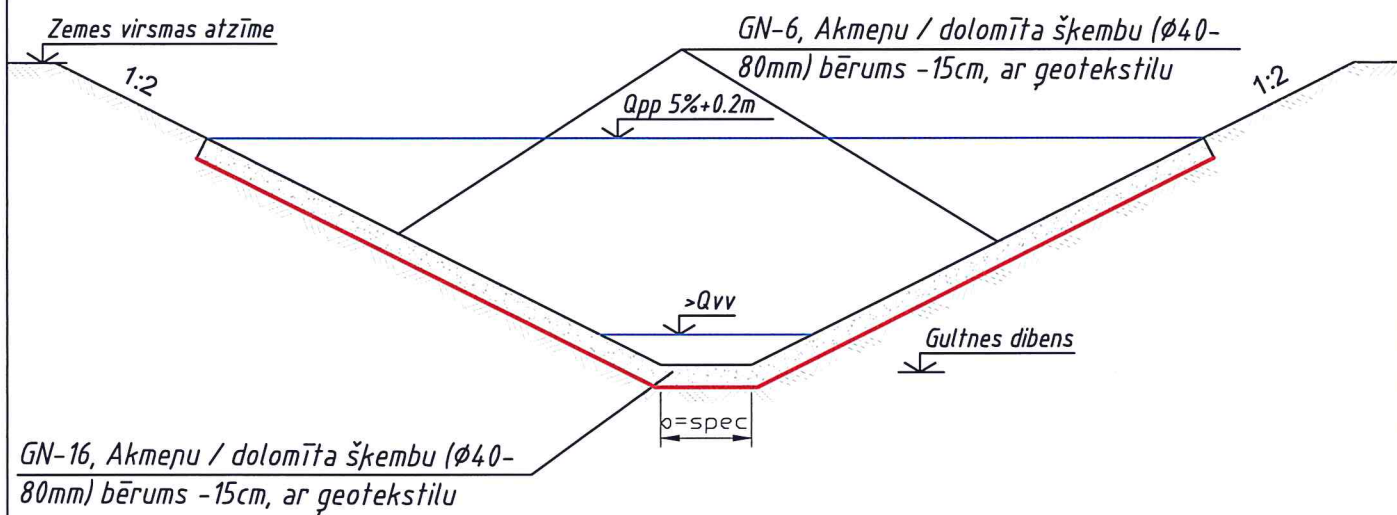 Zemes virsmas atzīme
GN-6, Akmeņu / dolomīta šķembu (Ø40-
80mm) bērums -15cm, ar ģeotekstilu
1:2
1:2
Qpp 5%+0.2m
>Qvv
Gultnes dibens
b=spec
GN-16, Akmeņu / dolomīta šķembu (Ø40-
80mm) bērums -15cm, ar ģeotekstilu